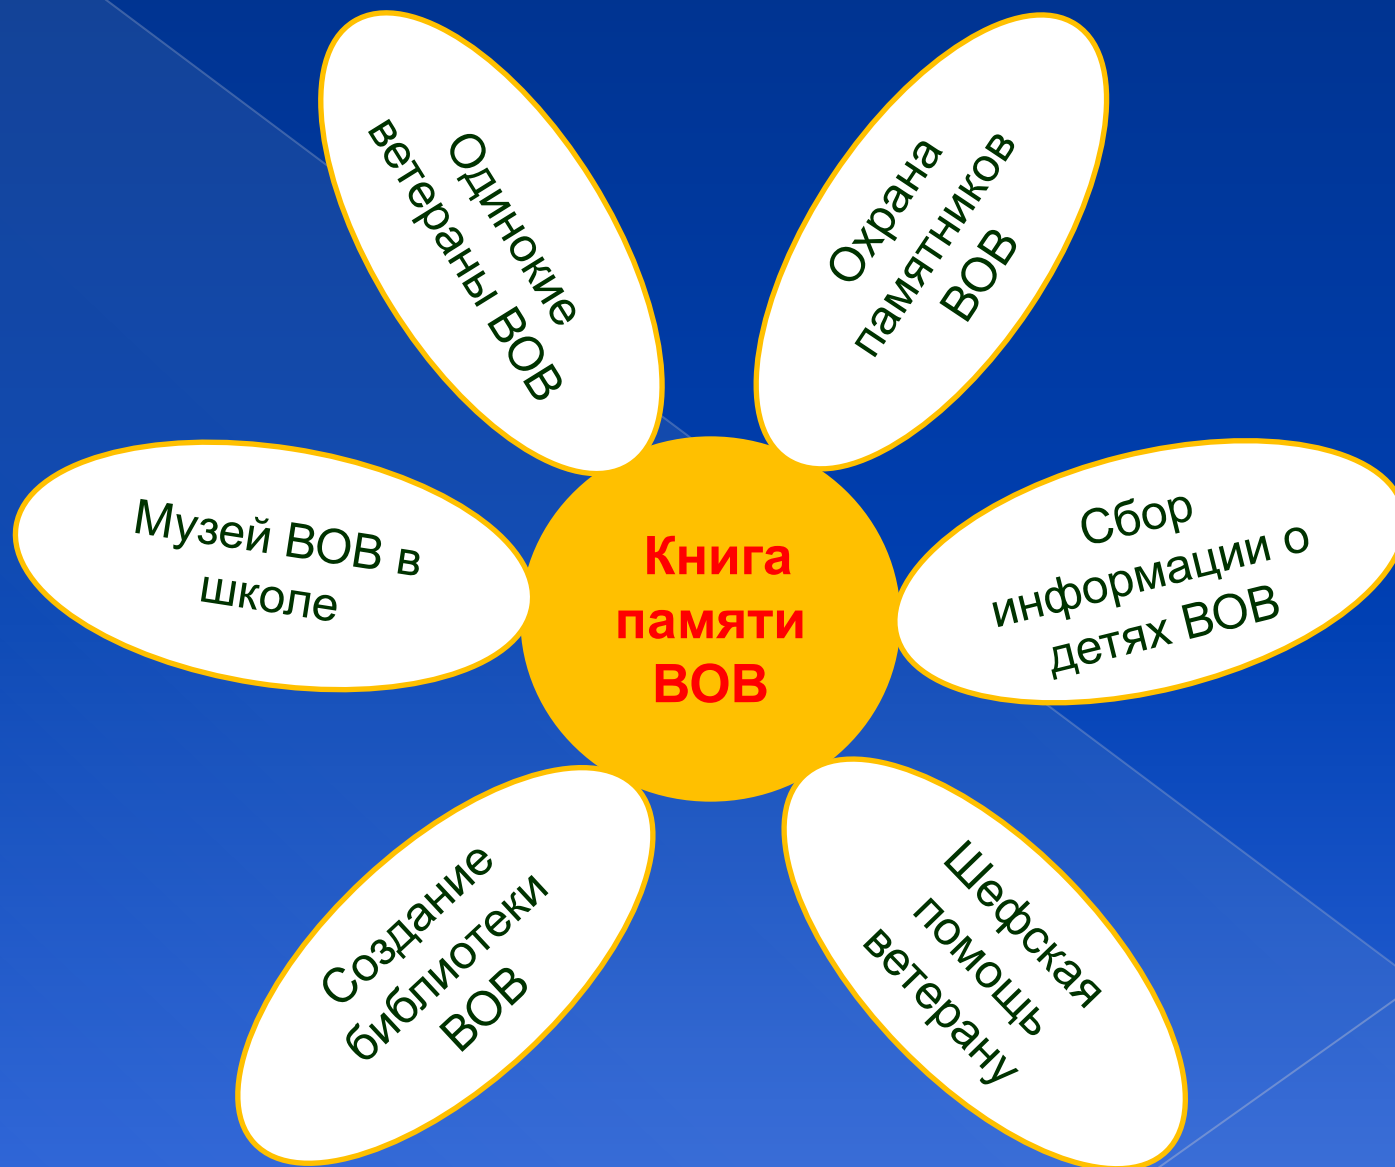 Одинокие
ветераны ВОВ
Охрана
памятников
ВОВ
Музей ВОВ в
школе
Книга
памяти
ВОВ
Сбор
информации о
детях ВОВ
Создание
библиотеки
ВОВ
Шефская
помощь
ветерану